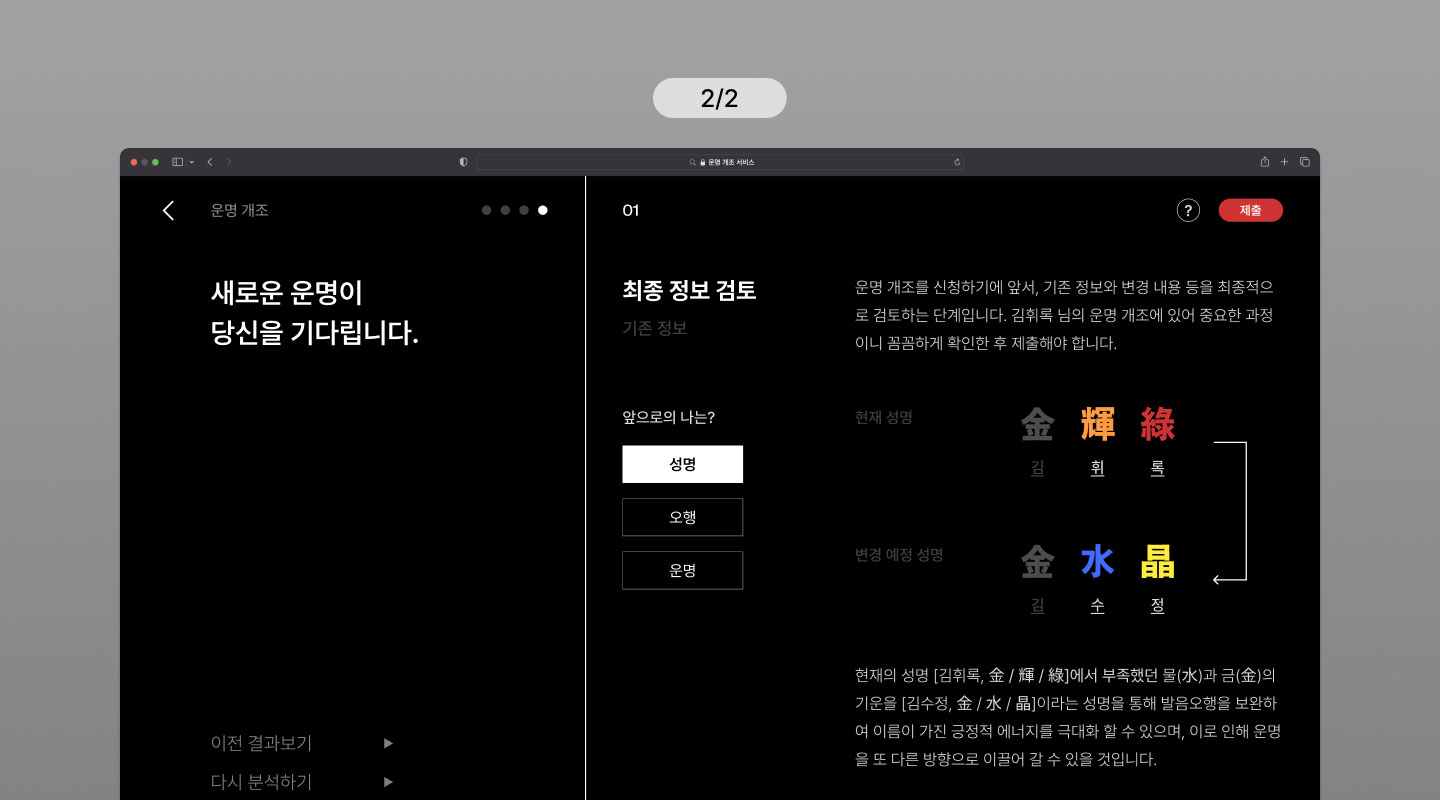 2/2
운명 개조 서비스
운명 개조
새로운 운명이
당신을 기다립니다.
이전 결과보기
다시 분석하기
01
?
제출
최종 정보 검토
기존 정보
운명 개조를 신청하기에 앞서, 기존 정보와 변경 내용 등을 최종적으
로 검토하는 단계입니다. 김휘록 님의 운명 개조에 있어 중요한 과정
이니 꼼꼼하게 확인한 후 제출해야 합니다.
앞으로의 나는?
성명
오행
운명
현재 성명
金 輝 綠
김 휘 록
변경 예정 성명
金 水 晶
김 수 정
현재의 성명 [김휘록, 金 / 輝 / 綠]에서 부족했던 물(水)과 금(金)의
기운을 [김수정, 金 / 水 / 晶]이라는 성명을 통해 발음오행을 보완하
여 이름이 가진 긍정적 에너지를 극대화 할 수 있으며, 이로 인해 운명
을 또 다른 방향으로 이끌어 갈 수 있을 것입니다.